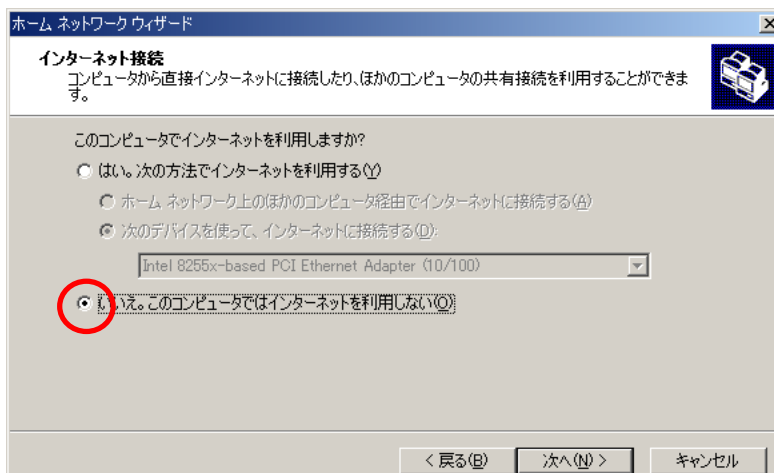 ホーム ネットワーク ウィザード
インターネット接続
コンピュータから直接インターネットに接続したり、ほかのコンピュータの共有接続を利用することができま
す。
このコンピュータでインターネットを利用しますか?
はい。次の方法でインターネットを利用する(Y)
ホーム ネットワーク上のほかのコンピュータ経由でインターネットに接続する(A)
次のデバイスを使って、インターネットに接続する(D):
Intel 8255x-based PCI Ethernet Adapter (10/100)
いいえ。このコンピュータではインターネットを利用しない(O)
< 戻る(B) 次へ(N) > キャンセル